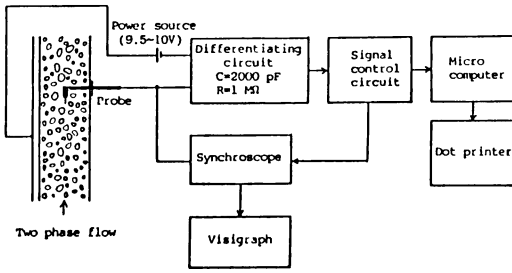 Power source
(9.5~10V)
Differentiating
circuit
C=2000 pF
R=1 MΩ
Signal
control
circuit
Micro
computer
Probe
Synchroscope
Dot printer
Two phase flow
Visigraph